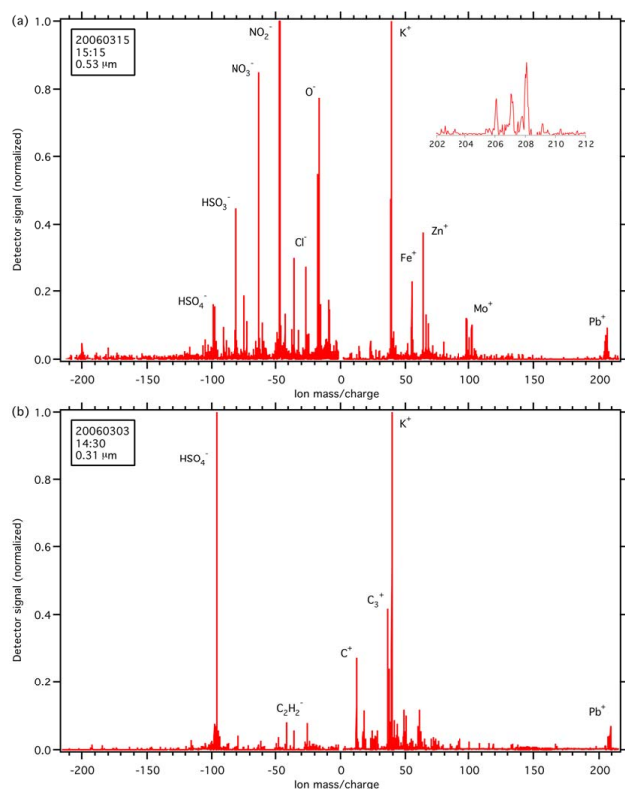 (a)
20060315
15:15
0.53 μm
NO₂⁻
NO₃⁻
O⁻
HSO₃⁻
Cl⁻
HSO₄⁻
K⁺
Fe⁺
Zn⁺
Mo⁺
Pb⁺
202 204 206 208 210 212
Detector signal (normalized)
1.0
0.8
0.6
0.4
0.2
0.0
-200 -150 -100 -50 0 50 100 150 200
Ion mass/charge
(b)
20060303
14:30
0.31 μm
HSO₄⁻
K⁺
C₃⁺
C⁺
C₂H₂⁻
Pb⁺
Detector signal (normalized)
1.0
0.8
0.6
0.4
0.2
0.0
-200 -150 -100 -50 0 50 100 150 200
Ion mass/charge